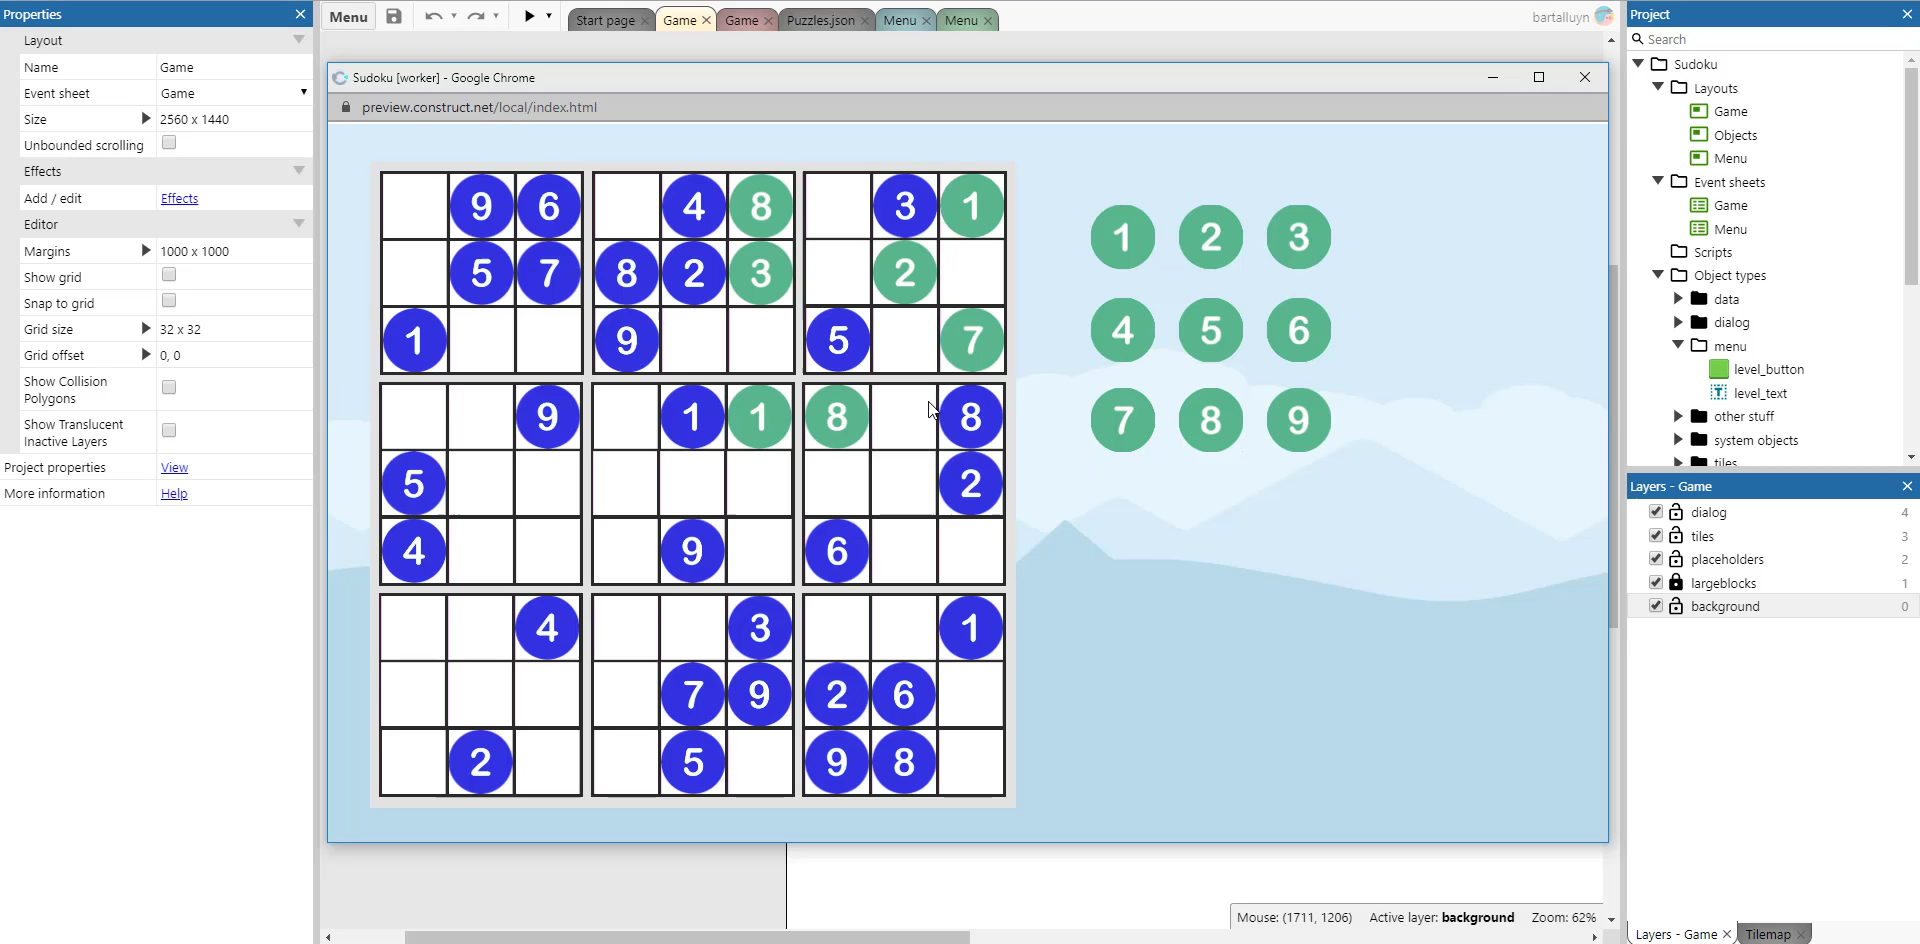 Properties
Layout
Name Game
Event sheet Game
Size 2560 x 1440
Unbounded scrolling
Effects
Add / edit Effects
Editor
Margins 1000 x 1000
Show grid
Snap to grid
Grid size 32 x 32
Grid offset 0, 0
Show Collision
Polygons
Show Translucent
Inactive Layers
Project properties View
More information Help
Menu
Start page Game Game Puzzles.json Menu Menu
bartalluyn
Sudoku [worker] - Google Chrome
preview.construct.net/local/index.html
9 6 4 8 3 1
5 7 8 2 3 2
1 9 5 7
9 1 1 8 8
5 2
4 9 6
4 3 1
7 9 2 6
2 5 9 8
1 2 3
4 5 6
7 8 9
Mouse: (1711, 1206) Active layer: background Zoom: 62%
Project
Search
Sudoku
Layouts
Game
Objects
Menu
Event sheets
Game
Menu
Scripts
Object types
data
dialog
menu
level_button
level_text
other stuff
system objects
tiles
Layers - Game
dialog 4
tiles 3
placeholders 2
largeblocks 1
background 0
Layers - Game Tilemap